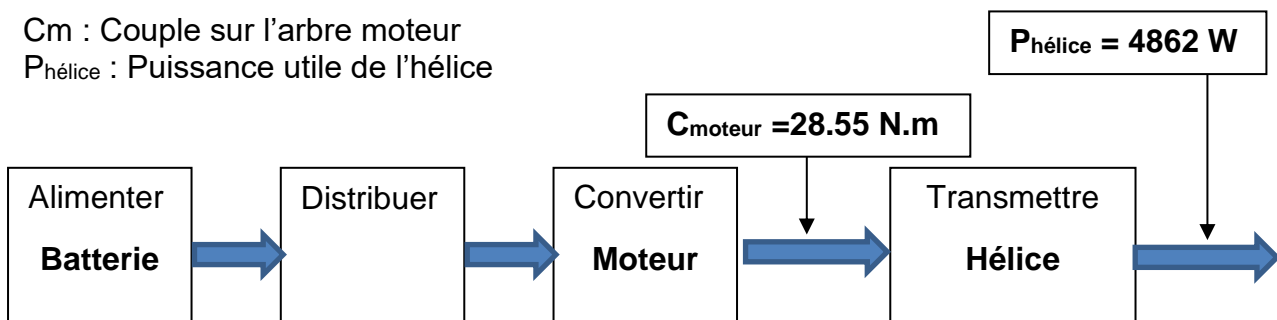 Cm : Couple sur l’arbre moteur
Phélice : Puissance utile de l’hélice
Phélice = 4862 W
Cmoteur =28.55 N.m
Alimenter
Batterie
Distribuer
Convertir
Moteur
Transmettre
Hélice